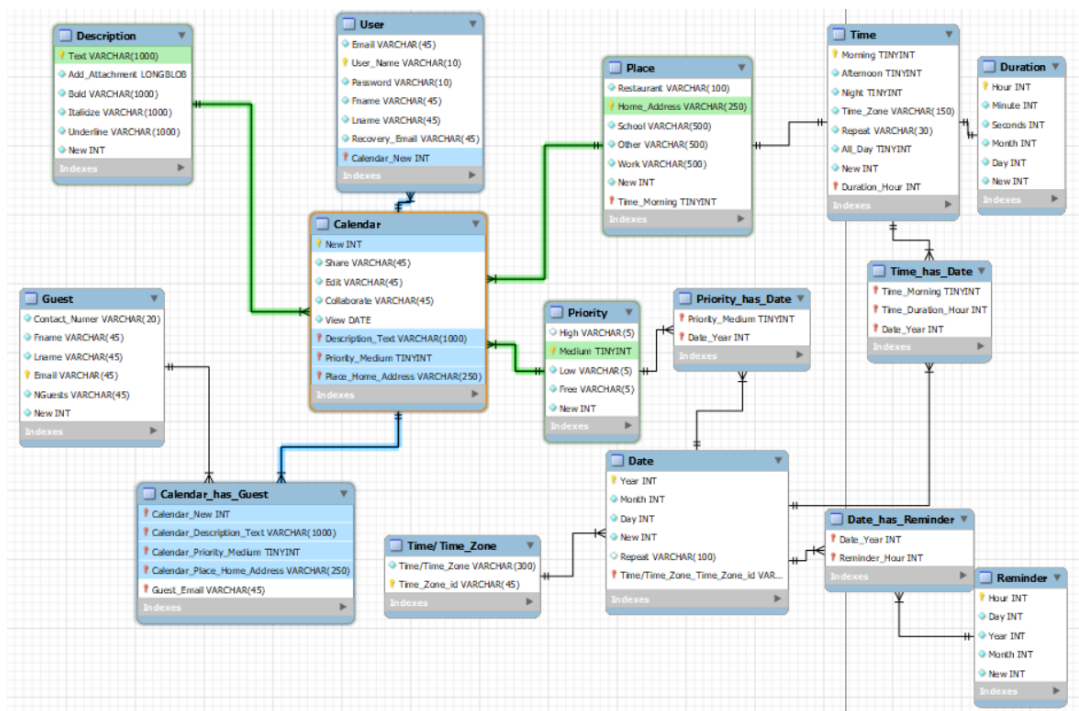 Description
Text VARCHAR(1000)
Add_Attachment LONGBLOB
Bold VARCHAR(1000)
Italidize VARCHAR(1000)
Underline VARCHAR(1000)
New INT
Indexes
User
Email VARCHAR(45)
User_Name VARCHAR(10)
Password VARCHAR(10)
Fname VARCHAR(45)
Lname VARCHAR(45)
Recovery_Email VARCHAR(45)
Calendar_New INT
Indexes
Place
Restaurant VARCHAR(100)
Home_Address VARCHAR(250)
School VARCHAR(500)
Other VARCHAR(500)
Work VARCHAR(500)
New INT
Time_Morning TINYINT
Indexes
Time
Morning TINYINT
Afternoon TINYINT
Night TINYINT
Time_Zone VARCHAR(150)
Repeat VARCHAR(30)
All_Day TINYINT
New INT
Duration_Hour INT
Indexes
Duration
Hour INT
Minute INT
Seconds INT
Month INT
Day INT
New INT
Indexes
Calendar
New INT
Share VARCHAR(45)
Edit VARCHAR(45)
Collaborate VARCHAR(45)
View DATE
Description_Text VARCHAR(1000)
Priority_Medium TINYINT
Place_Home_Address VARCHAR(250)
Indexes
Guest
Contact_Numer VARCHAR(20)
Fname VARCHAR(45)
Lname VARCHAR(45)
Email VARCHAR(45)
NGuests VARCHAR(45)
New INT
Indexes
Priority
High VARCHAR(5)
Medium TINYINT
Low VARCHAR(5)
Free VARCHAR(5)
New INT
Indexes
Priority_has_Date
Priority_Medium TINYINT
Date_Year INT
Indexes
Time_has_Date
Time_Morning TINYINT
Time_Duration_Hour INT
Date_Year INT
Indexes
Calendar_has_Guest
Calendar_New INT
Calendar_Description_Text VARCHAR(1000)
Calendar_Priority_Medium TINYINT
Calendar_Place_Home_Address VARCHAR(250)
Guest_Email VARCHAR(45)
Indexes
Time/ Time_Zone
Time/Time_Zone VARCHAR(300)
Time_Zone_id VARCHAR(45)
Indexes
Date
Year INT
Month INT
Day INT
New INT
Repeat VARCHAR(100)
Time/Time_Zone_Time_Zone_id VAR...
Indexes
Date_has_Reminder
Date_Year INT
Reminder_Hour INT
Indexes
Reminder
Hour INT
Day INT
Year INT
Month INT
New INT
Indexes